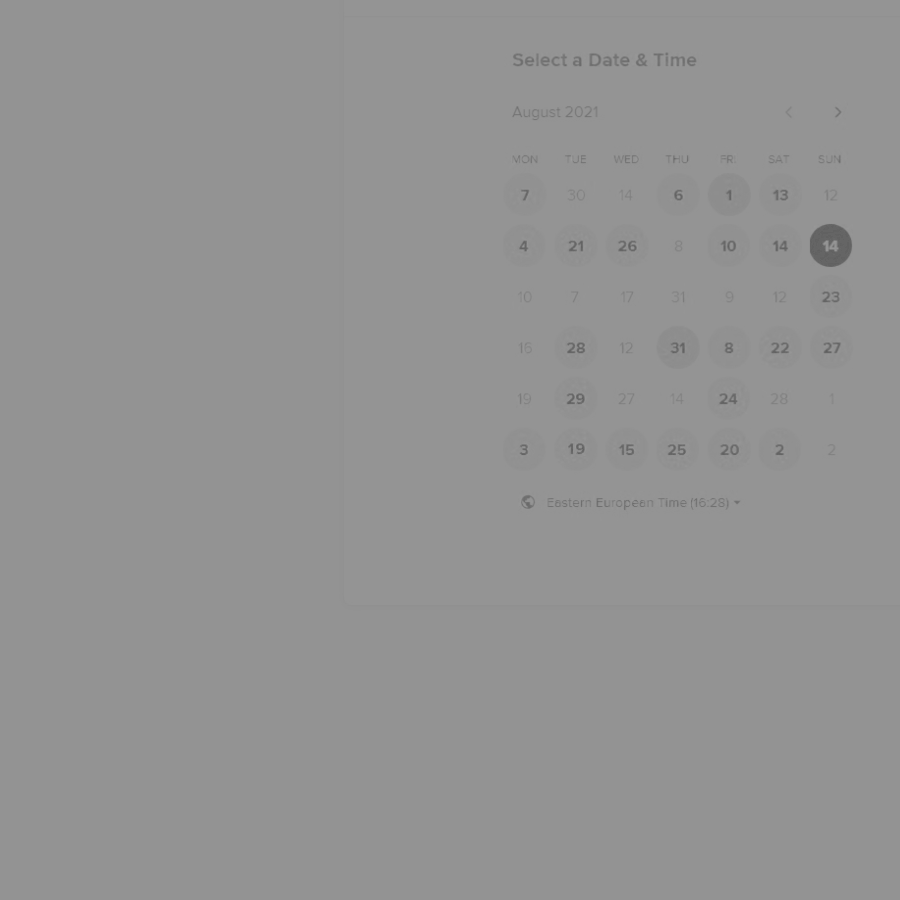 Select a Date & Time
August 2021
MON TUE WED THU FRI SAT SUN
7 30 14 6 1 13 12
4 21 26 8 10 14 14
10 7 17 31 9 12 23
15 28 12 31 8 22 27
19 29 27 14 24 28 1
3 19 15 25 20 2 2
Eastern European Time (16:28)